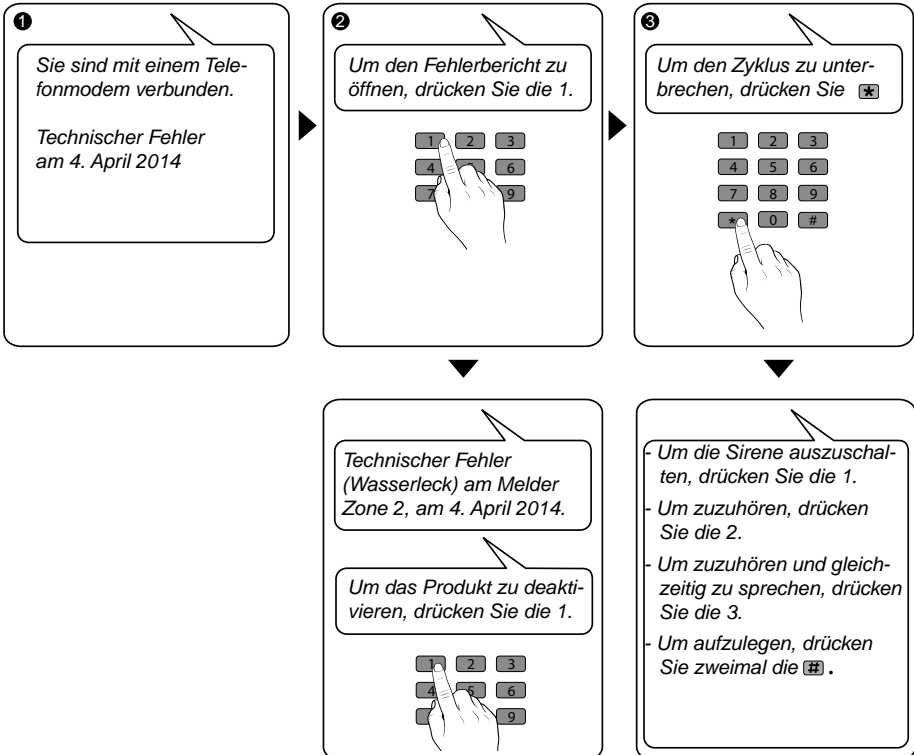 ❶
Sie sind mit einem Tele-
fonmodem verbunden.
Technischer Fehler
am 4. April 2014
❷
Um den Fehlerbericht zu
öffnen, drücken Sie die 1.
1 2 3
4 5 6
7 9
❸
Um den Zyklus zu unter-
brechen, drücken Sie *
1 2 3
4 5 6
7 8 9
* 0 #
Technischer Fehler
(Wasserleck) am Melder
Zone 2, am 4. April 2014.
Um das Produkt zu deakti-
vieren, drücken Sie die 1.
1 2 3
4 5 6
9
- Um die Sirene auszuschal-
ten, drücken Sie die 1.
- Um zuzuhören, drücken
Sie die 2.
- Um zuzuhören und gleich-
zeitig zu sprechen, drücken
Sie die 3.
- Um aufzulegen, drücken
Sie zweimal die #.